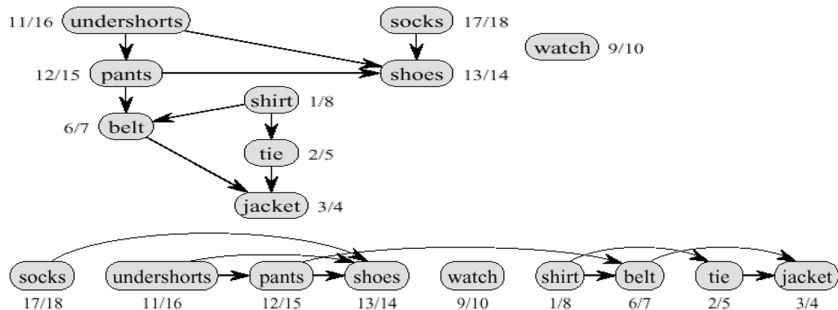 11/16 undershorts socks 17/18
watch 9/10
12/15 pants shoes 13/14
shirt 1/8
6/7 belt
tie 2/5
jacket 3/4
socks undershorts pants shoes watch shirt belt tie jacket
17/18 11/16 12/15 13/14 9/10 1/8 6/7 2/5 3/4